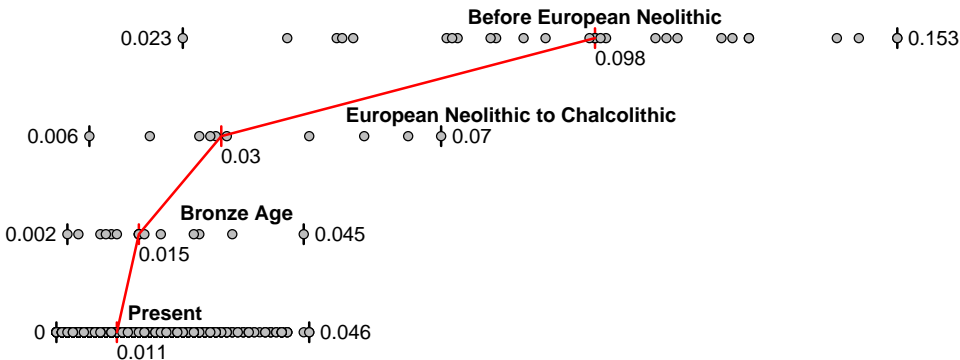 Before European Neolithic
0.023 0.153
0.098
European Neolithic to Chalcolithic
0.006 0.07
0.03
Bronze Age
0.002 0.045
0.015
Present
0 0.046
0.011